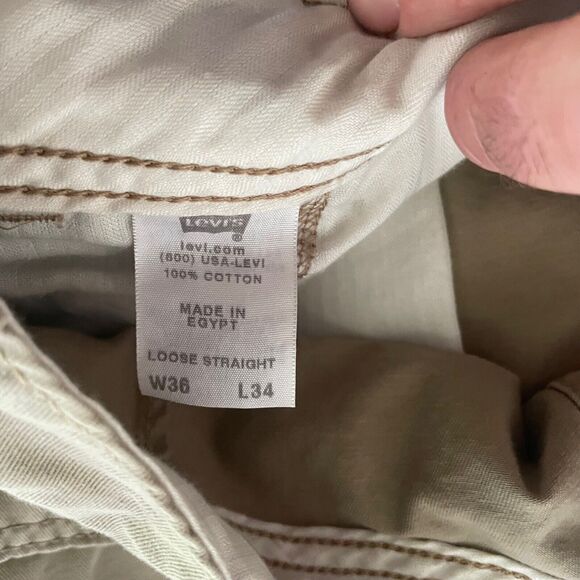 Levi's
®
levi.com
(800) USA-LEVI
100% COTTON
MADE IN
EGYPT
LOOSE STRAIGHT
W36 L34